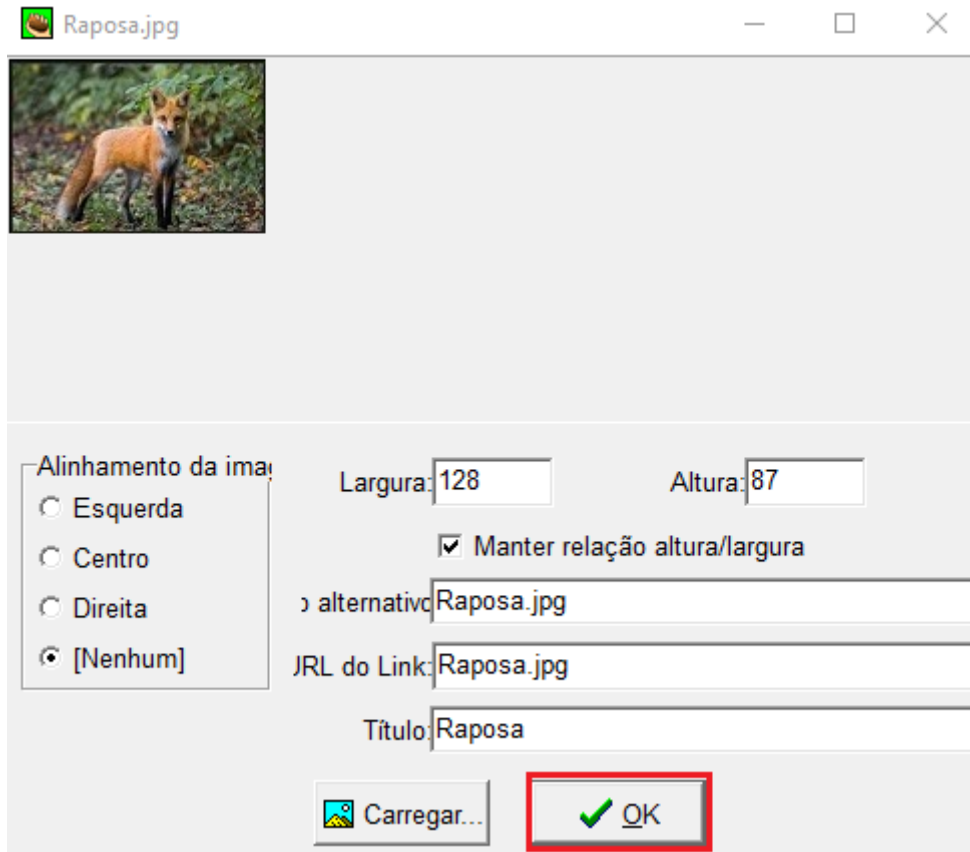 Raposa.jpg
Alinhamento da imag
Esquerda
Centro
Direita
[Nenhum]
Largura: 128
Altura: 87
Manter relação altura/largura
o alternativo Raposa.jpg
URL do Link: Raposa.jpg
Título: Raposa
Carregar...
OK